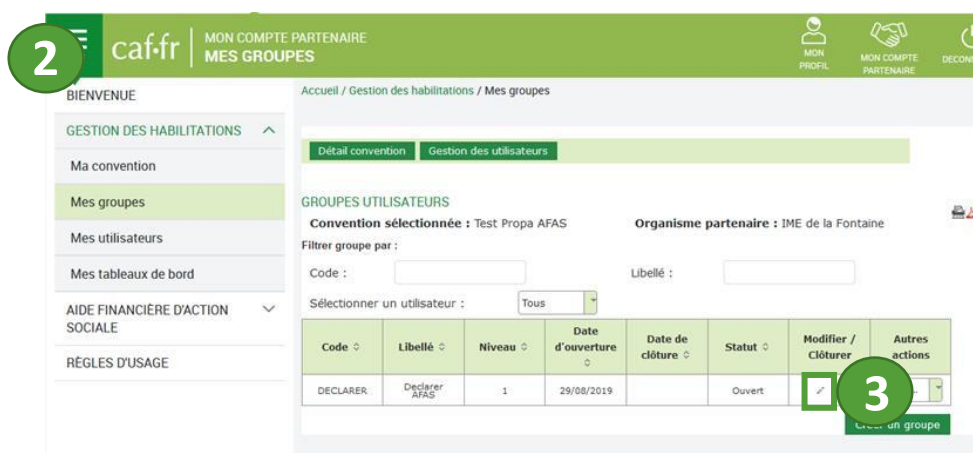 2
caf.fr
MON COMPTE PARTENAIRE
MES GROUPES
MON
PROFIL
MON COMPTE
PARTENAIRE
BIENVENUE
Accueil / Gestion des habilitations / Mes groupes
GESTION DES HABILITATIONS
Détail convention
Gestion des utilisateurs
Ma convention
Mes groupes
GROUPES UTILISATEURS
Convention sélectionnée : Test Propa AFAS
Organisme partenaire : IME de la Fontaine
Mes utilisateurs
Filtrer groupe par :
Mes tableaux de bord
Code :
Libellé :
Sélectionner un utilisateur :
Tous
AIDE FINANCIÈRE D'ACTION
SOCIALE
RÈGLES D'USAGE
Code
Libellé
Niveau
Date
d'ouverture
Date de
clôture
Statut
Modifier /
Clôturer
Autres
actions
DECLARER
Declarer
AFAS
1
29/08/2019
Ouvert
3
un groupe